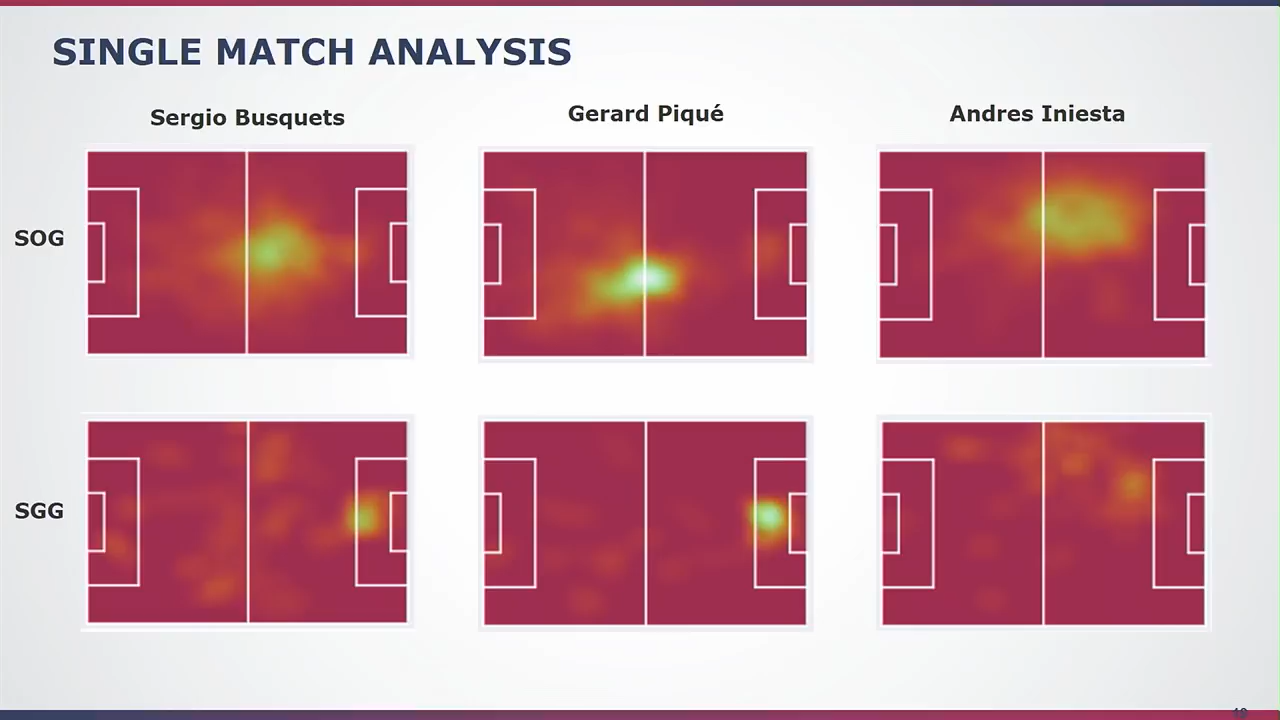 SINGLE MATCH ANALYSIS
Sergio Busquets
Gerard Piqué
Andres Iniesta
SOG
SGG